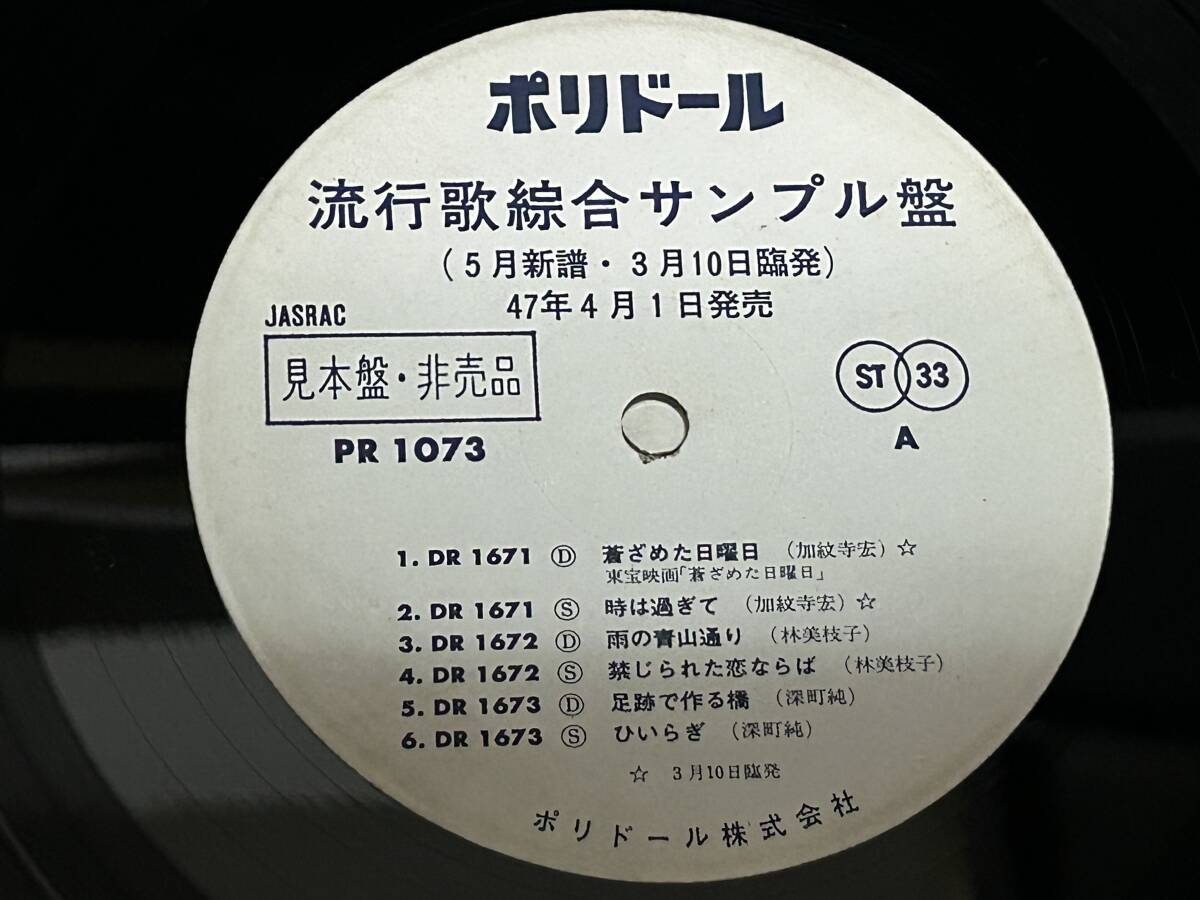 ポリドール
流行歌綜合サンプル盤
(5月新譜・3月10日臨発)
47年4月1日発売
JASRAC
見本盤・非売品
PR 1073
ST 33
A
1. DR 1671 Ⓓ 蒼ざめた日曜日 (加紋寺宏) ☆
東宝映画「蒼ざめた日曜日」
2. DR 1671 Ⓢ 時は過ぎて (加紋寺宏) ☆
3. DR 1672 Ⓓ 雨の青山通り (林美枝子)
4. DR 1672 Ⓢ 禁じられた恋ならば (林美枝子)
5. DR 1673 Ⓓ 足跡で作る橋 (深町純)
6. DR 1673 Ⓢ ひいらぎ (深町純)
☆ 3月10日臨発
ポリドール株式会社